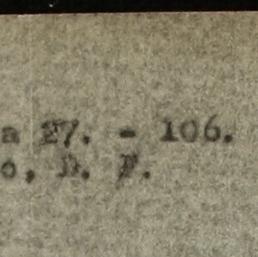 a 27. - 106.
o, D. F.